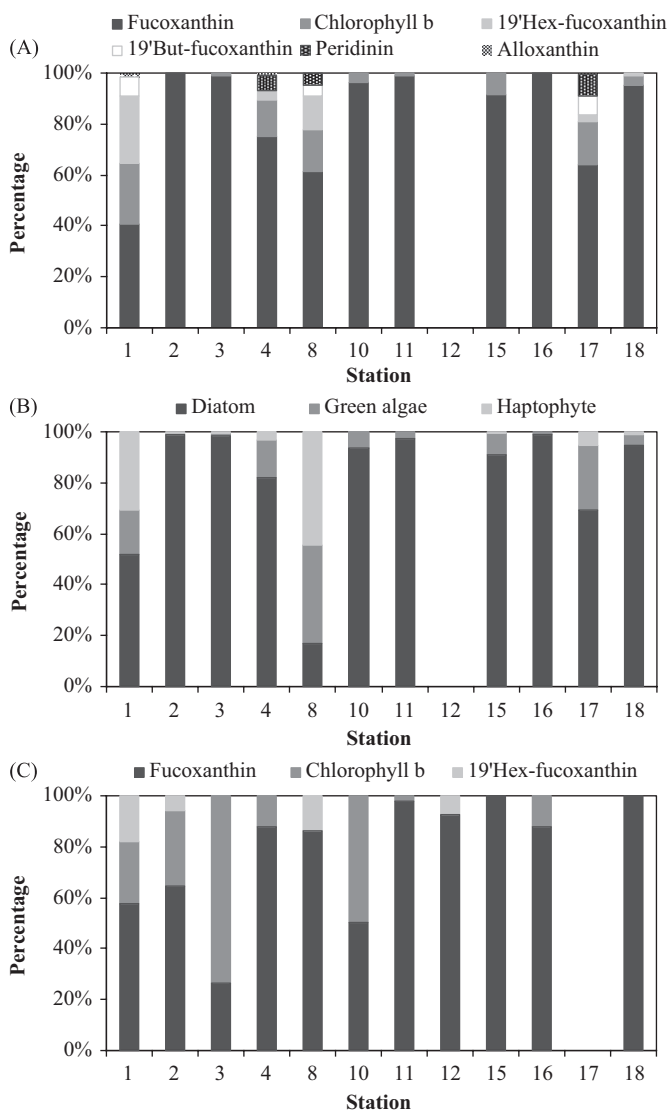 (A) Fucoxanthin Chlorophyll b 19'Hex-fucoxanthin
19'But-fucoxanthin Peridinin Alloxanthin
100%
80%
60%
40%
20%
0%
Percentage
1 2 3 4 8 10 11 12 15 16 17 18
Station
(B) Diatom Green algae Haptophyte
100%
80%
60%
40%
20%
0%
Percentage
1 2 3 4 8 10 11 12 15 16 17 18
Station
(C) Fucoxanthin Chlorophyll b 19'Hex-fucoxanthin
100%
80%
60%
40%
20%
0%
Percentage
1 2 3 4 8 10 11 12 15 16 17 18
Station